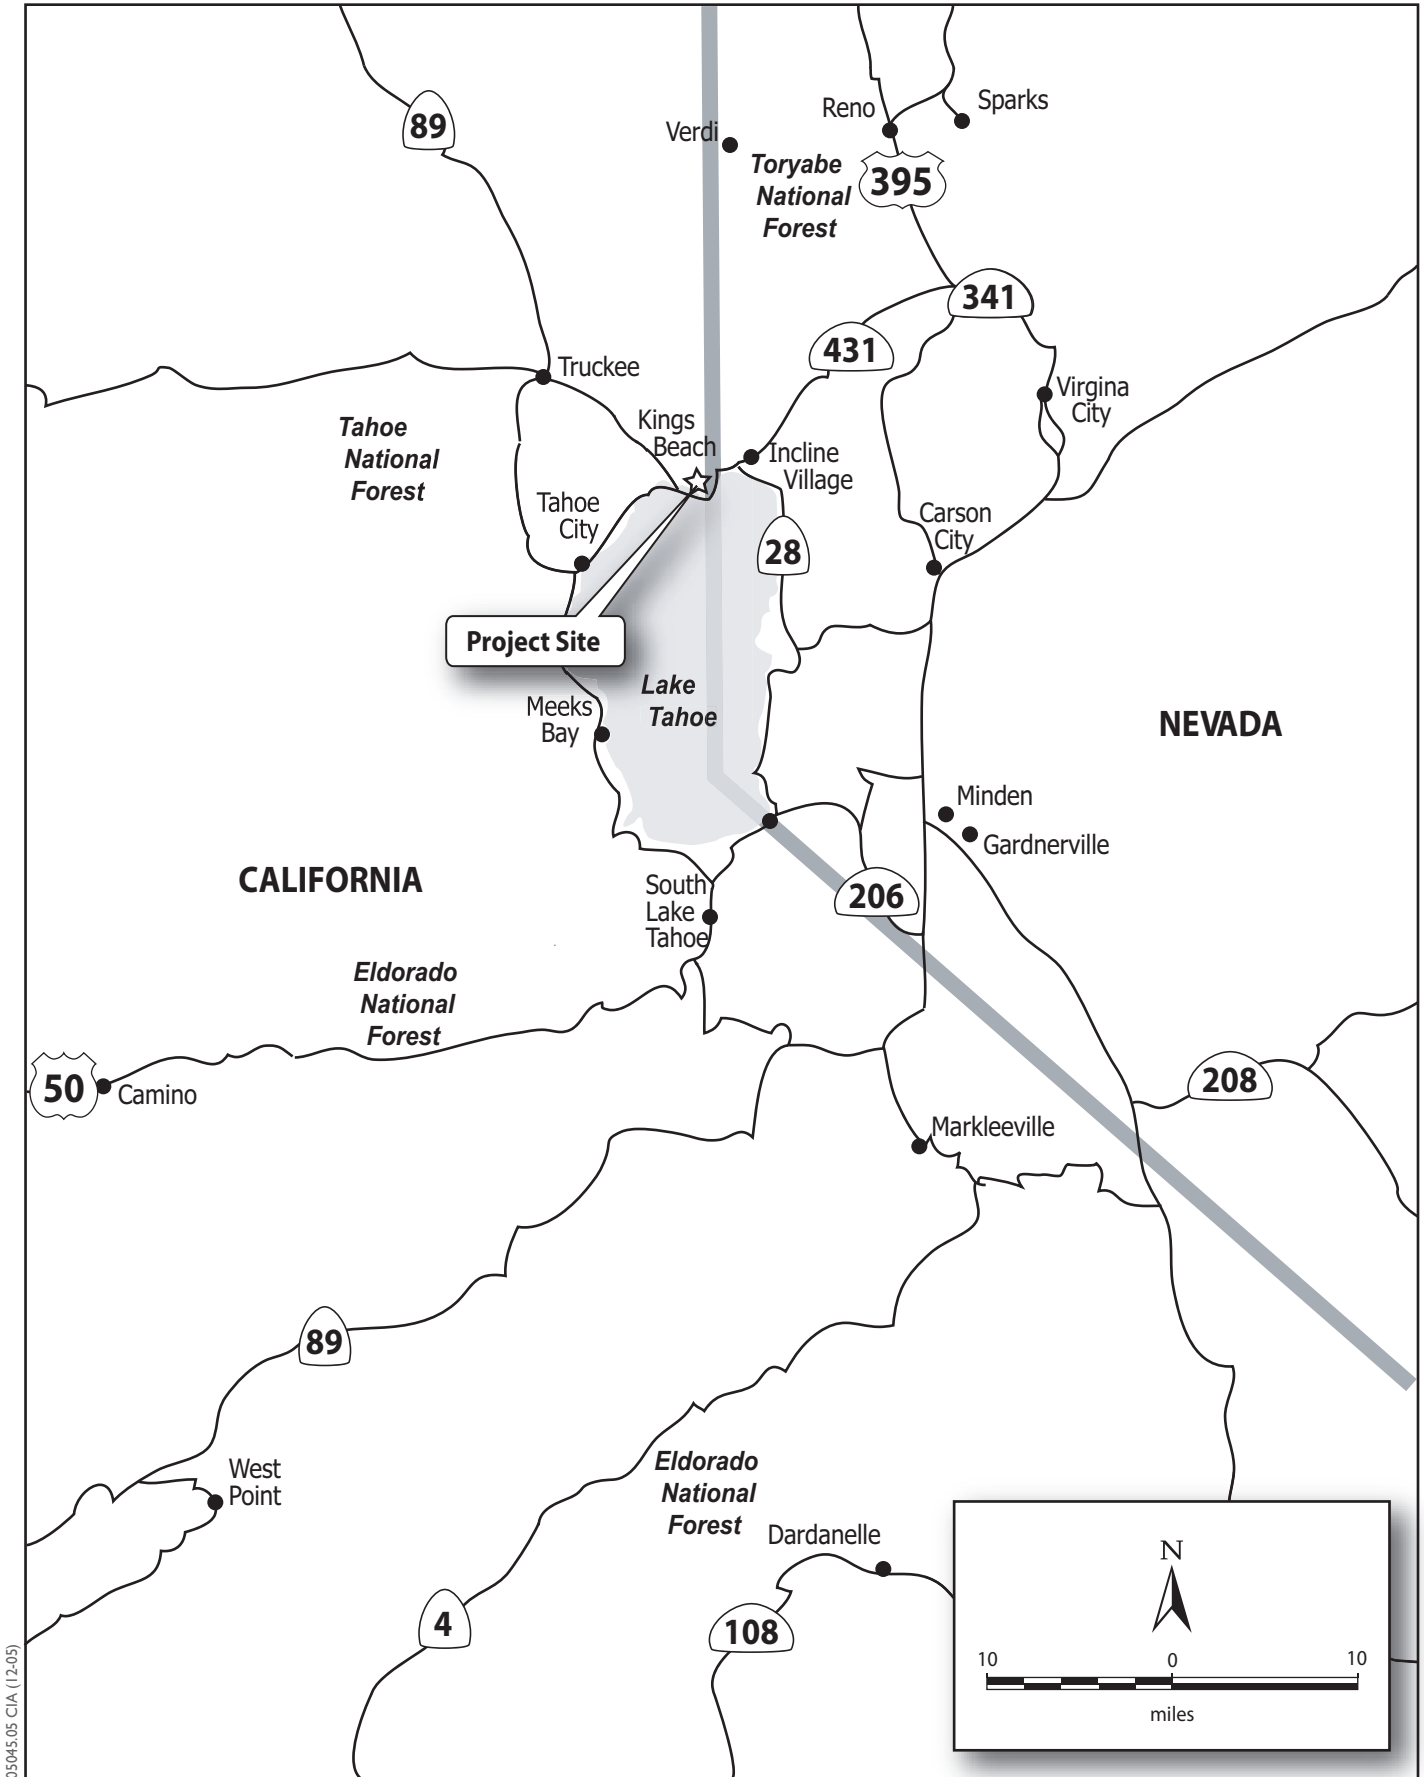 Reno
Sparks
89
Verdi
Toryabe
National
Forest
395
341
431
Truckee
Virgina
City
Kings
Beach
Tahoe
National
Forest
Incline
Village
Tahoe
City
Carson
City
28
Project Site
Lake
Tahoe
Meeks
Bay
NEVADA
Minden
Gardnerville
CALIFORNIA
South
Lake
Tahoe
206
Eldorado
National
Forest
50
Camino
208
Markleeville
89
West
Point
Eldorado
National
Forest
Dardanelle
4
108
N
10 0 10
miles
05045.05 CIA (12-05)